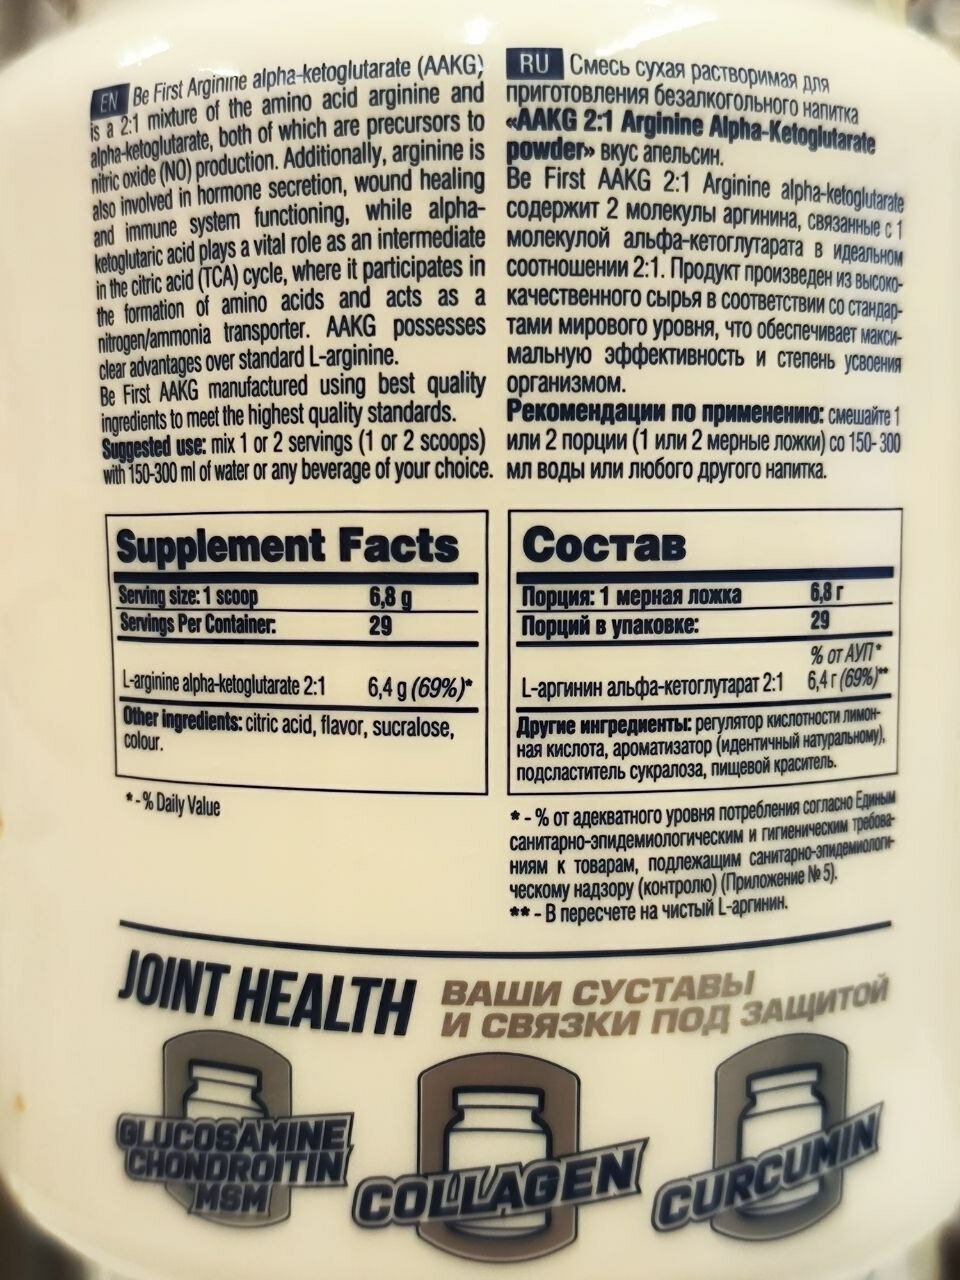 EN Be First Arginine alpha-ketoglutarate (AAKG)
is a 2:1 mixture of the amino acid arginine and
alpha-ketoglutarate, both of which are precursors to
nitric oxide (NO) production. Additionally, arginine is
also involved in hormone secretion, wound healing
and immune system functioning, while alpha-
ketoglutaric acid plays a vital role as an intermediate
in the citric acid (TCA) cycle, where it participates in
the formation of amino acids and acts as a
nitrogen/ammonia transporter. AAKG possesses
clear advantages over standard L-arginine.
Be First AAKG manufactured using best quality
ingredients to meet the highest quality standards.
Suggested use: mix 1 or 2 servings (1 or 2 scoops)
with 150-300 ml of water or any beverage of your choice.
RU Смесь сухая растворимая для
приготовления безалкогольного напитка
«AAKG 2:1 Arginine Alpha-Ketoglutarate
powder» вкус апельсин.
Be First AAKG 2:1 Arginine alpha-ketoglutarate
содержит 2 молекулы аргинина, связанные с 1
молекулой альфа-кетоглутарата в идеальном
соотношении 2:1. Продукт произведен из высоко-
качественного сырья в соответствии со стандар-
тами мирового уровня, что обеспечивает макси-
мальную эффективность и степень усвоения
организмом.
Рекомендации по применению: смешайте 1
или 2 порции (1 или 2 мерные ложки) со 150-300
мл воды или любого другого напитка.
Supplement Facts
Serving size: 1 scoop 6,8 g
Servings Per Container: 29
L-arginine alpha-ketoglutarate 2:1 6,4 g (69%)*
Other ingredients: citric acid, flavor, sucralose,
colour.
*-% Daily Value
Состав
Порция: 1 мерная ложка 6,8 г
Порций в упаковке: 29
% от АУП*
L-аргинин альфа-кетоглутарат 2:1 6,4 г (69%)**
Другие ингредиенты: регулятор кислотности лимон-
ная кислота, ароматизатор (идентичный натуральному),
подсластитель сукралоза, пищевой краситель.
* - % от адекватного уровня потребления согласно Единым
санитарно-эпидемиологическим и гигиеническим требова-
ниям к товарам, подлежащим санитарно-эпидемиологи-
ческому надзору (контролю) (Приложение № 5).
** - В пересчете на чистый L-аргинин.
JOINT HEALTH
ВАШИ СУСТАВЫ
И СВЯЗКИ ПОД ЗАЩИТОЙ
GLUCOSAMINE
CHONDROITIN
MSM
COLLAGEN
CURCUMIN